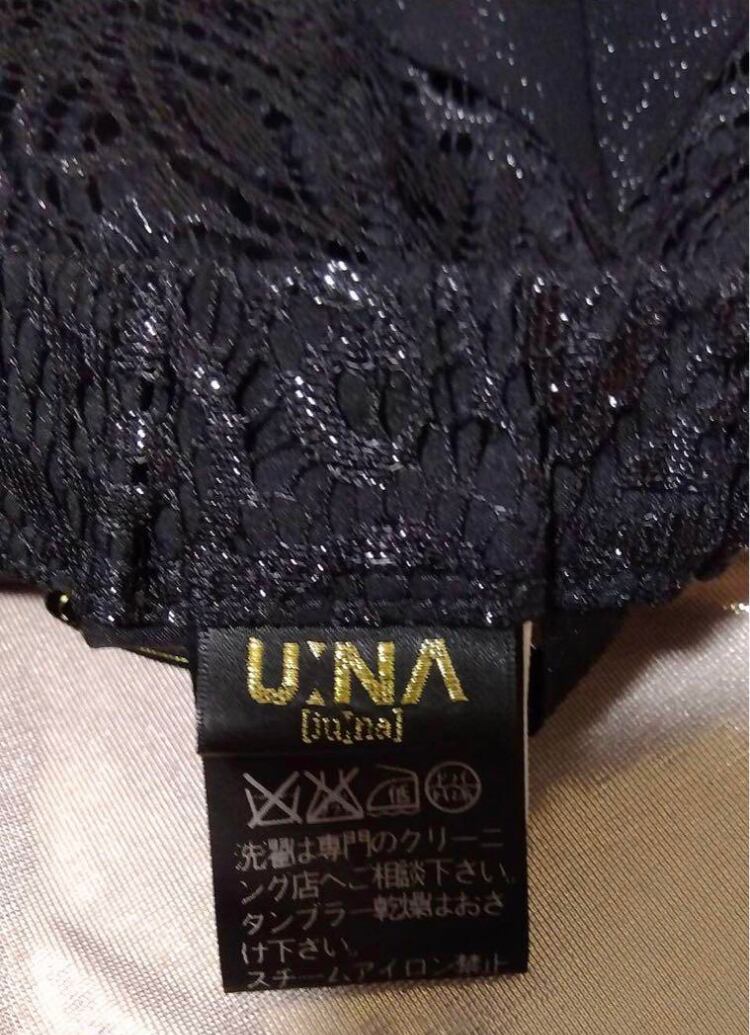 U:NA
[ju[na]
低
洗濯は専門のクリーニ
ング店へご相談下さい。
タンブラー乾燥はおさ
け下さい。
スチームアイロン禁止